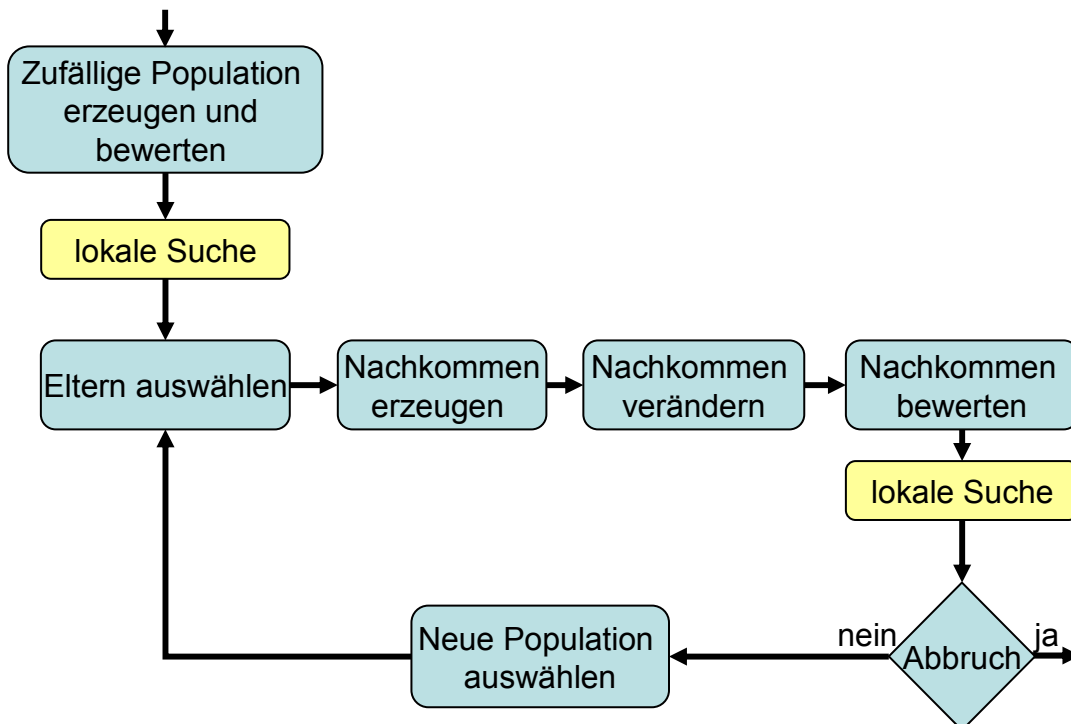 Zufällige Population
erzeugen und
bewerten
lokale Suche
Eltern auswählen
Nachkommen
erzeugen
Nachkommen
verändern
Nachkommen
bewerten
lokale Suche
Abbruch
nein
ja
Neue Population
auswählen